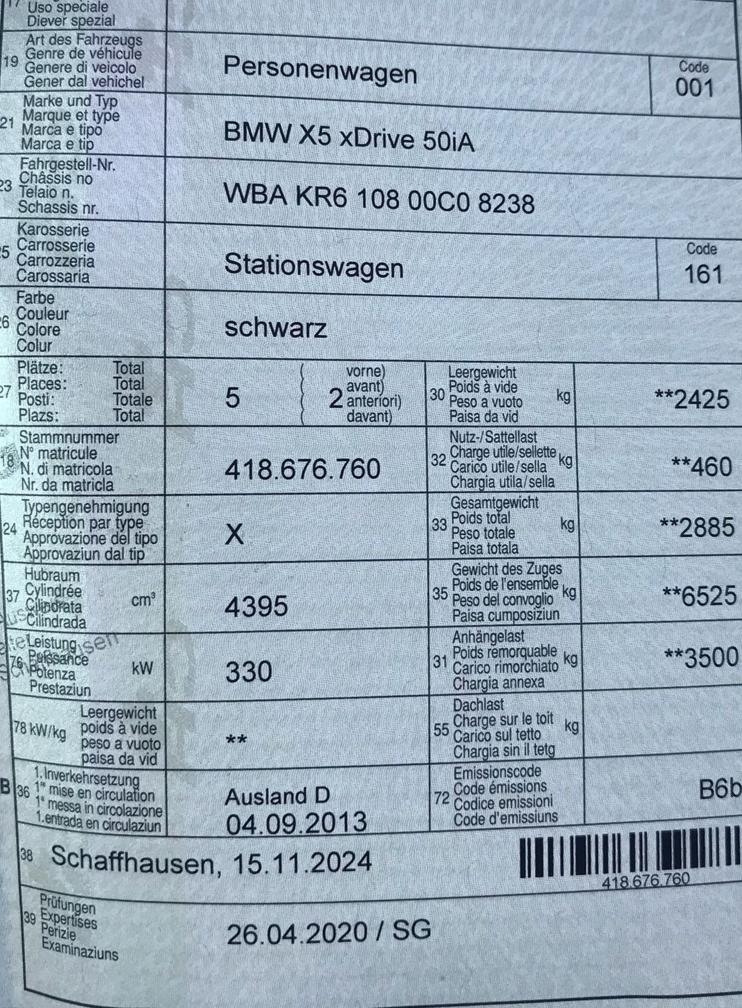 17 Uso speciale
Diever spezial
19 Art des Fahrzeugs
Genre de véhicule
Genere di veicolo
Gener dal vehichel
Personenwagen
Code
001
21 Marke und Typ
Marque et type
Marca e tipo
Marca e tip
BMW X5 xDrive 50iA
23 Fahrgestell-Nr.
Châssis no
Telaio n.
Schassis nr.
WBA KR6 108 00C0 8238
25 Karosserie
Carrosserie
Carrozzeria
Carossaria
Stationswagen
Code
161
26 Farbe
Couleur
Colore
Colur
schwarz
27 Plätze: Total
Places: Total
Posti: Totale
Plazs: Total
5 ( 2 vorne)
avant)
anteriori)
davant)
30 Leergewicht
Poids à vide
Peso a vuoto
Paisa da vid
kg
**2425
18 Stammnummer
N° matricule
N. di matricola
Nr. da matricla
418.676.760
32 Nutz-/Sattellast
Charge utile/sellette
Carico utile/sella
Chargia utila/sella
kg
**460
24 Typengenehmigung
Réception par type
Approvazione del tipo
Approvaziun dal tip
X
33 Gesamtgewicht
Poids total
Peso totale
Paisa totala
kg
**2885
37 Hubraum
Cylindrée
Cilindrata
Cilindrada
cm³
4395
35 Gewicht des Zuges
Poids de l'ensemble
Peso del convoglio
Paisa cumposiziun
kg
**6525
76 Leistung
Puissance
Potenza
Prestaziun
kW
330
31 Anhängelast
Poids remorquable
Carico rimorchiato
Chargia annexa
kg
**3500
78 kW/kg Leergewicht
poids à vide
peso a vuoto
paisa da vid
**
55 Dachlast
Charge sur le toit
Carico sul tetto
Chargia sin il tetg
kg
B 36 1. Inverkehrsetzung
1re mise en circulation
1a messa in circolazione
1.entrada en circulaziun
Ausland D
04.09.2013
72 Emissionscode
Code émissions
Codice emissioni
Code d'emissiuns
B6b
38 Schaffhausen, 15.11.2024
418.676.760
39 Prüfungen
Expertises
Perizie
Examinaziuns
26.04.2020 / SG